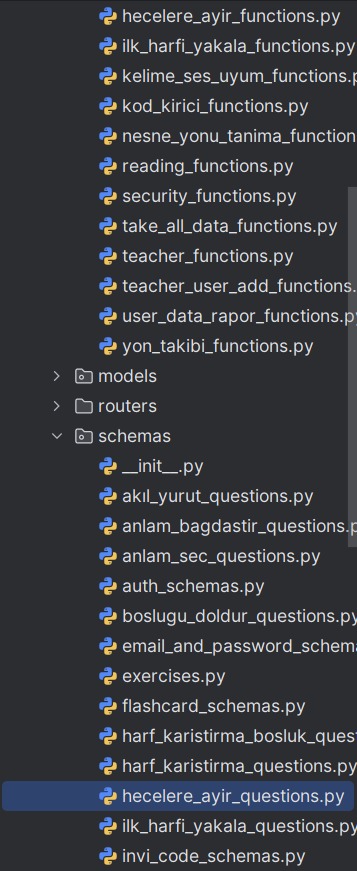 hecelere_ayir_functions.py
ilk_harfi_yakala_functions.py
kelime_ses_uyum_functions.p
kod_kirici_functions.py
nesne_yonu_tanima_function
reading_functions.py
security_functions.py
take_all_data_functions.py
teacher_functions.py
teacher_user_add_functions.
user_data_rapor_functions.py
yon_takibi_functions.py
models
routers
schemas
__init__.py
akıl_yurut_questions.py
anlam_bagdastir_questions.p
anlam_sec_questions.py
auth_schemas.py
boslugu_doldur_questions.py
email_and_password_schema
exercises.py
flashcard_schemas.py
harf_karistirma_bosluk_ques
harf_karistirma_questions.py
hecelere_ayir_questions.py
ilk_harfi_yakala_questions.py
invi_code_schemas.py